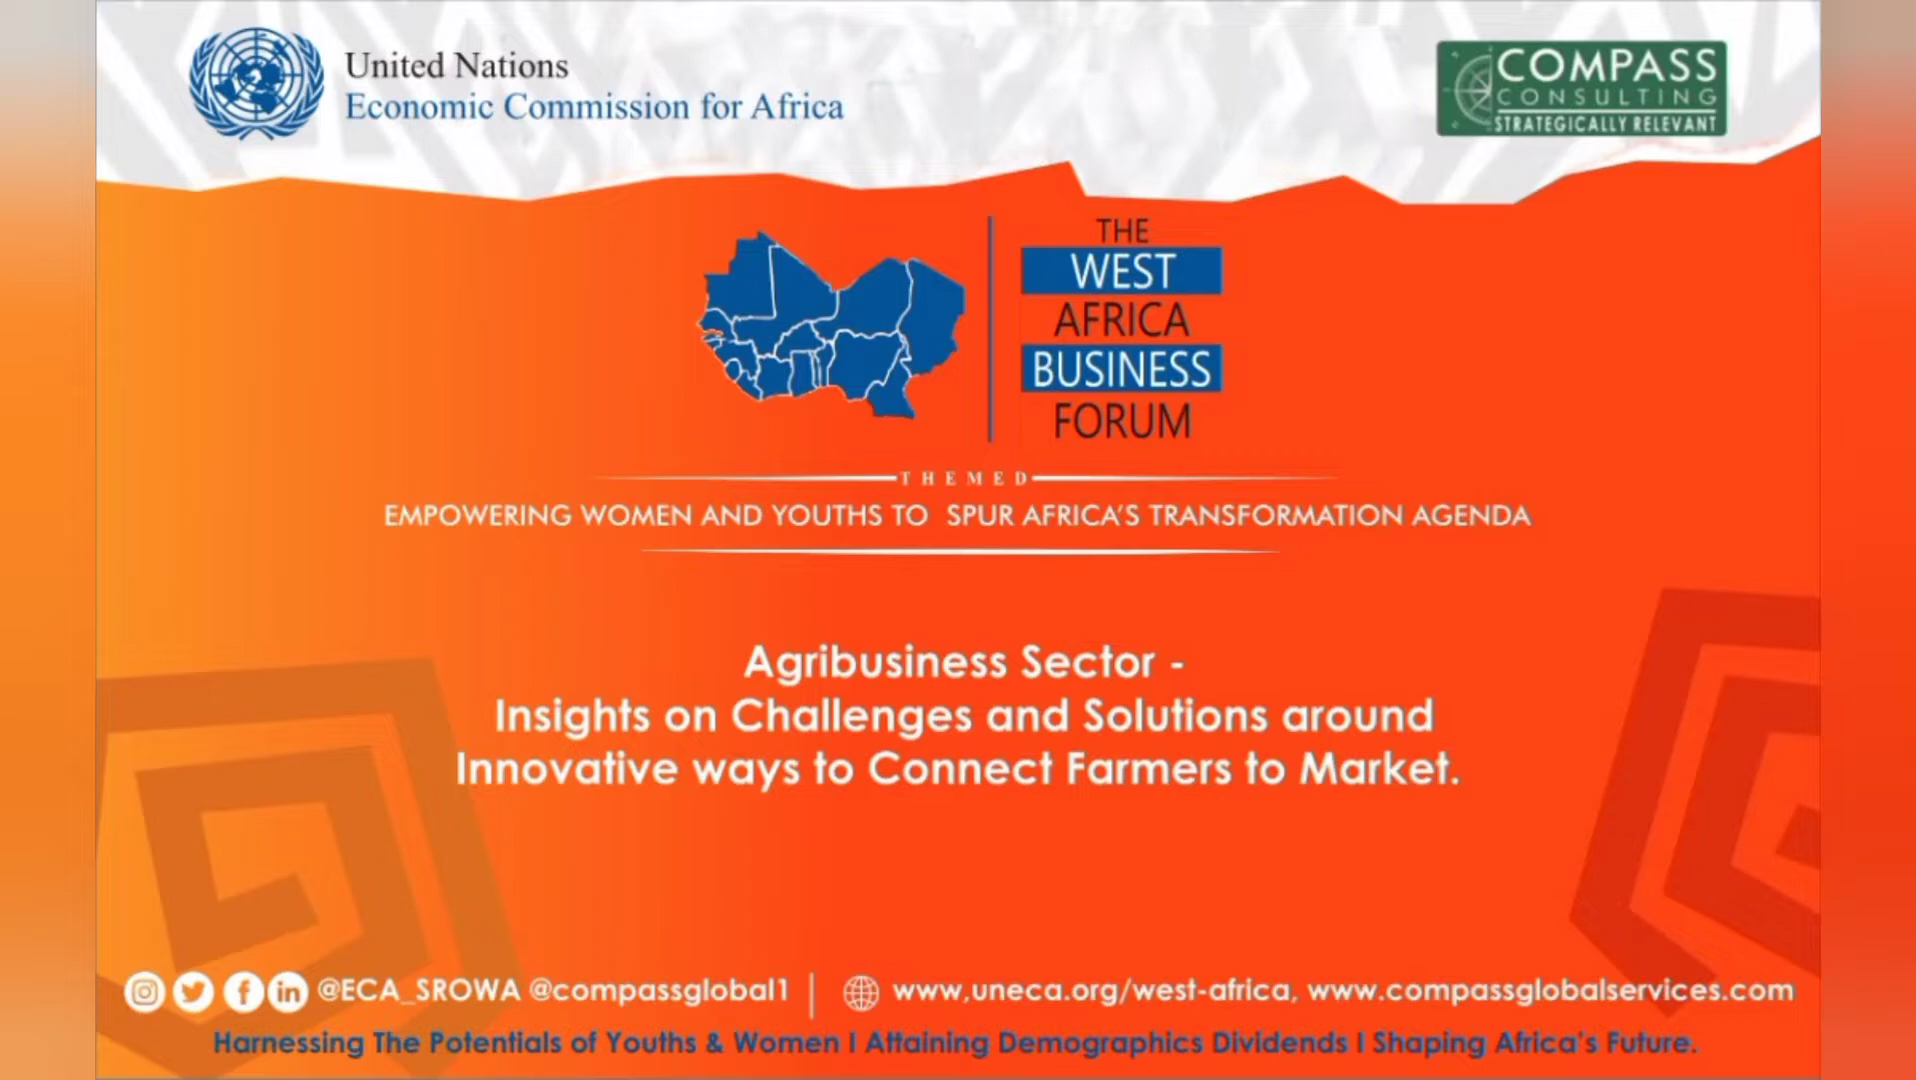 United Nations
Economic Commission for Africa
COMPASS
CONSULTING
STRATEGICALLY RELEVANT
THE
WEST
AFRICA
BUSINESS
FORUM
THEMED
EMPOWERING WOMEN AND YOUTHS TO SPUR AFRICA'S TRANSFORMATION AGENDA
Agribusiness Sector -
Insights on Challenges and Solutions around
Innovative ways to Connect Farmers to Market.
@ECA_SROWA @compassglobal1 | www,uneca.org/west-africa, www.compassglobalservices.com
Harnessing The Potentials of Youths & Women I Attaining Demographics Dividends I Shaping Africa's Future.